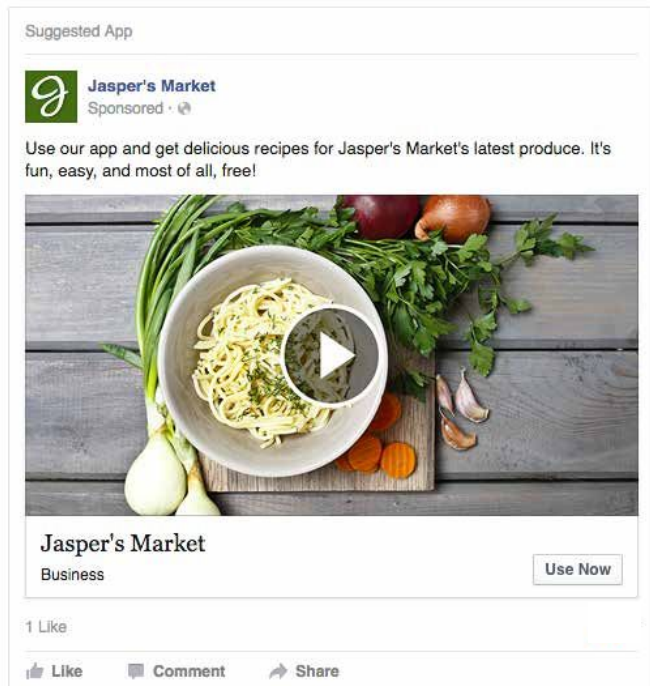 Suggested App
Jasper's Market
Sponsored ·
Use our app and get delicious recipes for Jasper's Market's latest produce. It's
fun, easy, and most of all, free!
Jasper's Market
Business
Use Now
1 Like
Like Comment Share